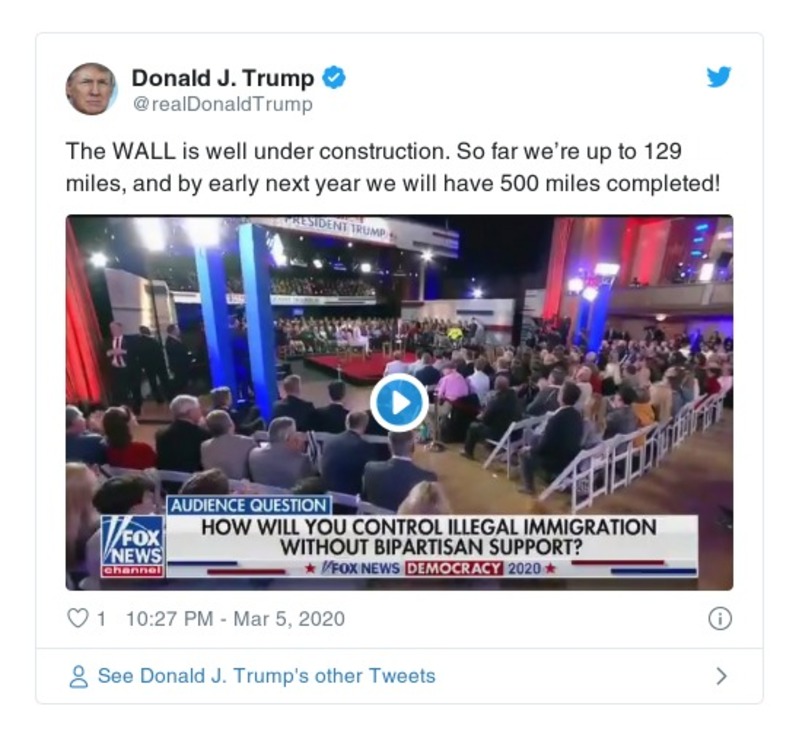 Donald J. Trump
@realDonaldTrump
The WALL is well under construction. So far we're up to 129
miles, and by early next year we will have 500 miles completed!
PRESIDENT TRUMP
AUDIENCE QUESTION
HOW WILL YOU CONTROL ILLEGAL IMMIGRATION
WITHOUT BIPARTISAN SUPPORT?
FOX
NEWS
channel
FOX NEWS DEMOCRACY 2020
1 10:27 PM - Mar 5, 2020
See Donald J. Trump's other Tweets